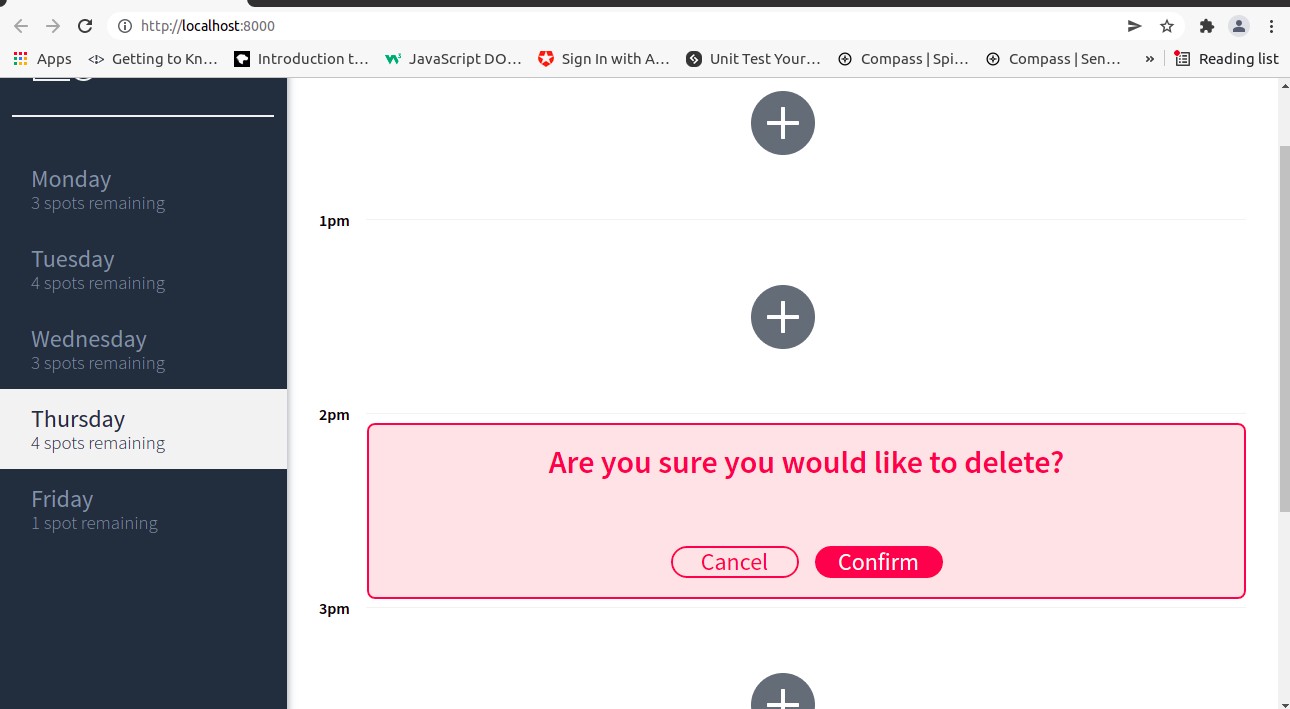 http://localhost:8000
Apps
Getting to Kn...
Introduction t...
JavaScript DO...
Sign In with A...
Unit Test Your...
Compass | Spi...
Compass | Sen...
»
Reading list
Monday
3 spots remaining
Tuesday
4 spots remaining
Wednesday
3 spots remaining
Thursday
4 spots remaining
Friday
1 spot remaining
1pm
2pm
Are you sure you would like to delete?
Cancel
Confirm
3pm